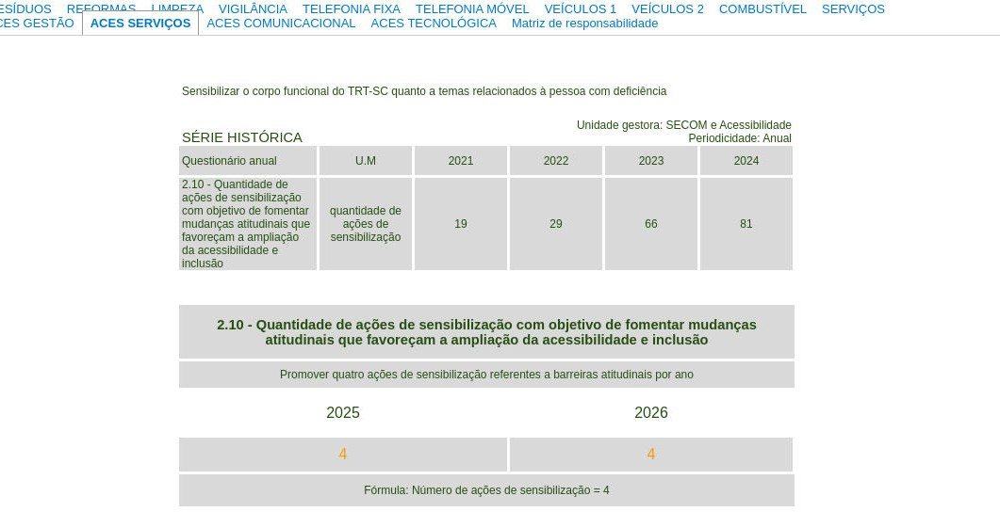 REFORMAS LIMPEZA VIGILÂNCIA TELEFONIA FIXA TELEFONIA MÓVEL VEÍCULOS 1 VEÍCULOS 2 COMBUSTÍVEL SERVIÇOS
GESTÃO ACES SERVIÇOS ACES COMUNICACIONAL ACES TECNOLÓGICA Matriz de responsabilidade
Sensibilizar o corpo funcional do TRT-SC quanto a temas relacionados à pessoa com deficiência
Unidade gestora: SECOM e Acessibilidade
SÉRIE HISTÓRICA Periodicidade: Anual
Questionário anual U.M 2021 2022 2023 2024
2.10 - Quantidade de
ações de sensibilização
com objetivo de fomentar
mudanças atitudinais que
favoreçam a ampliação
da acessibilidade e
inclusão
quantidade de
ações de
sensibilização
19 29 66 81
2.10 - Quantidade de ações de sensibilização com objetivo de fomentar mudanças
atitudinais que favoreçam a ampliação da acessibilidade e inclusão
Promover quatro ações de sensibilização referentes a barreiras atitudinais por ano
2025 2026
4 4
Fórmula: Número de ações de sensibilização = 4